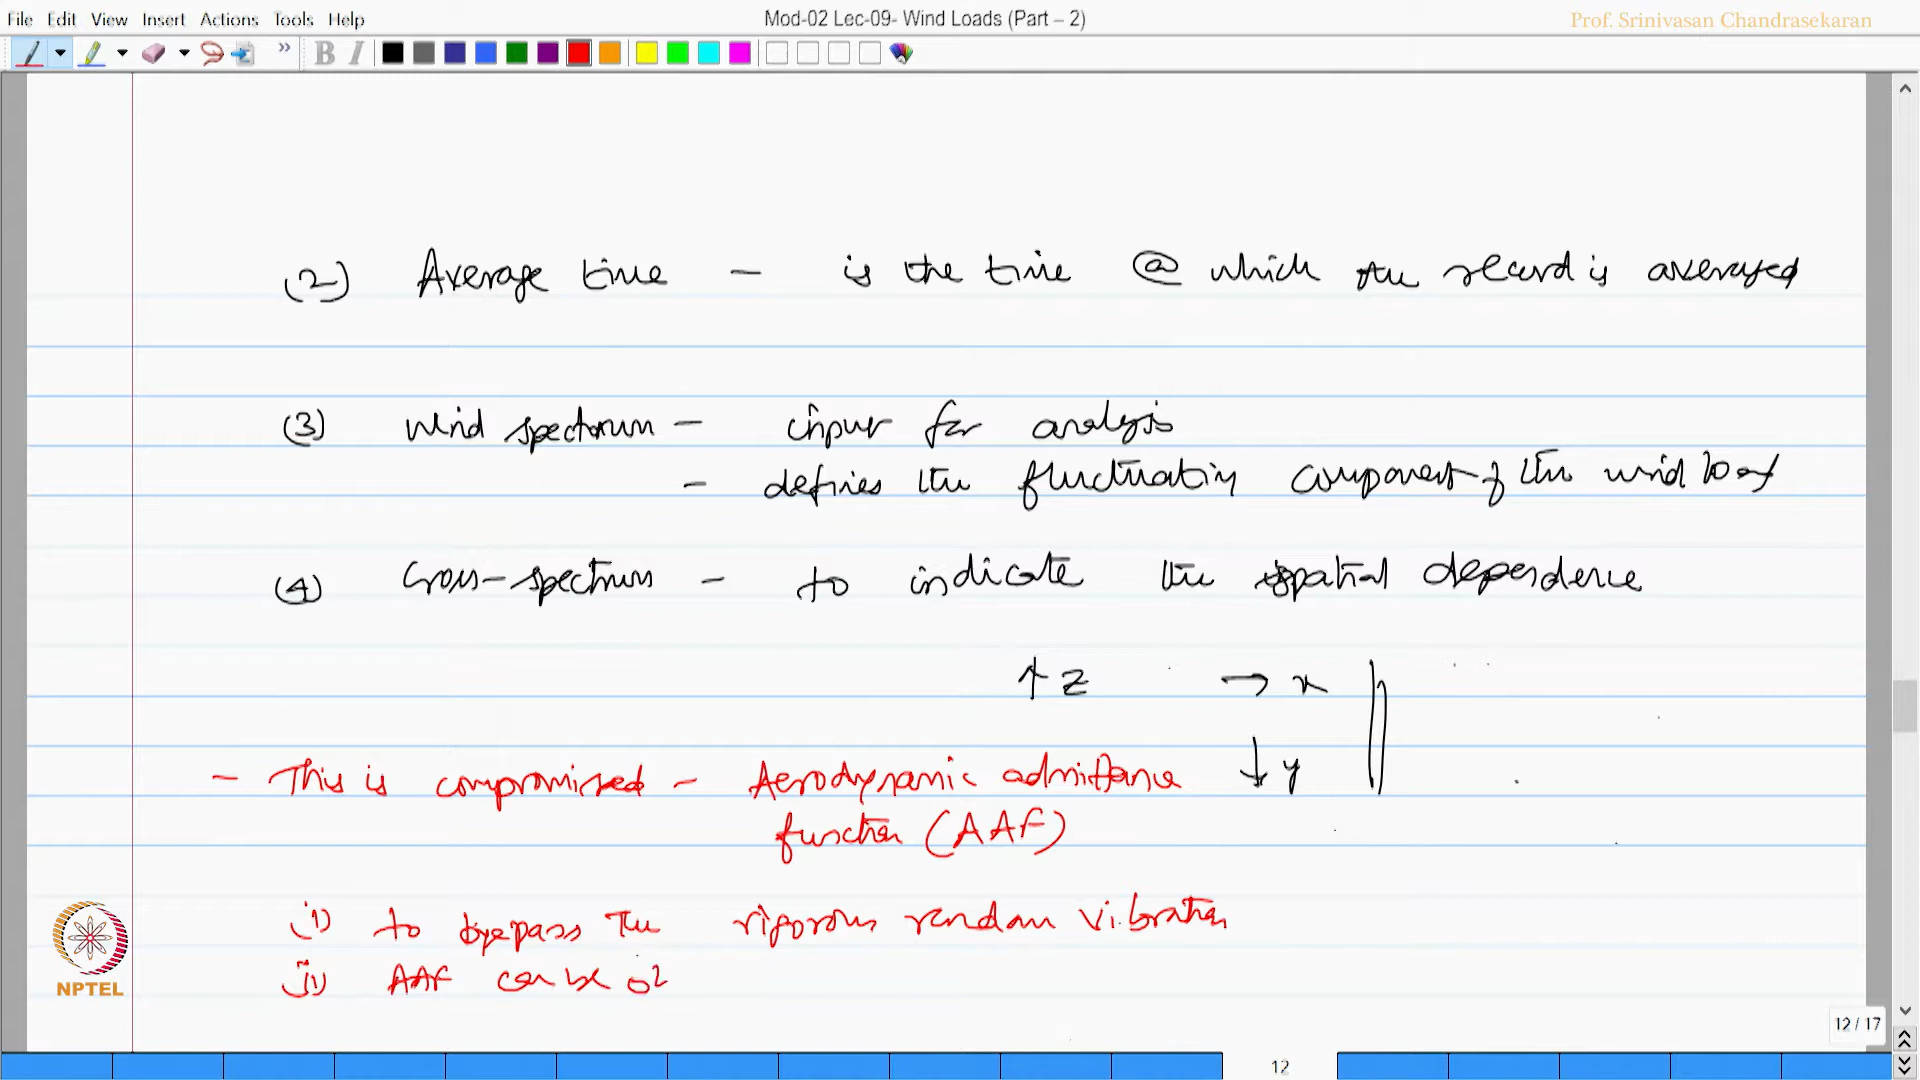 File Edit View Insert Actions Tools Help
Mod-02 Lec-09- Wind Loads (Part – 2)
Prof. Srinivasan Chandrasekaran
B I
(2) Average time - is the time @ which the record is averaged
(3) Wind spectrum - input for analysis
- defines the fluctuating component of the wind load
(4) Cross-spectrum - to indicate the spatial dependence
↑ z → x
- This is compromised - Aerodynamic admittance ↓ y
function (AAF)
(i) to byepass the rigorous random vibration
(ii) AAF can be
NPTEL
12 / 17
12